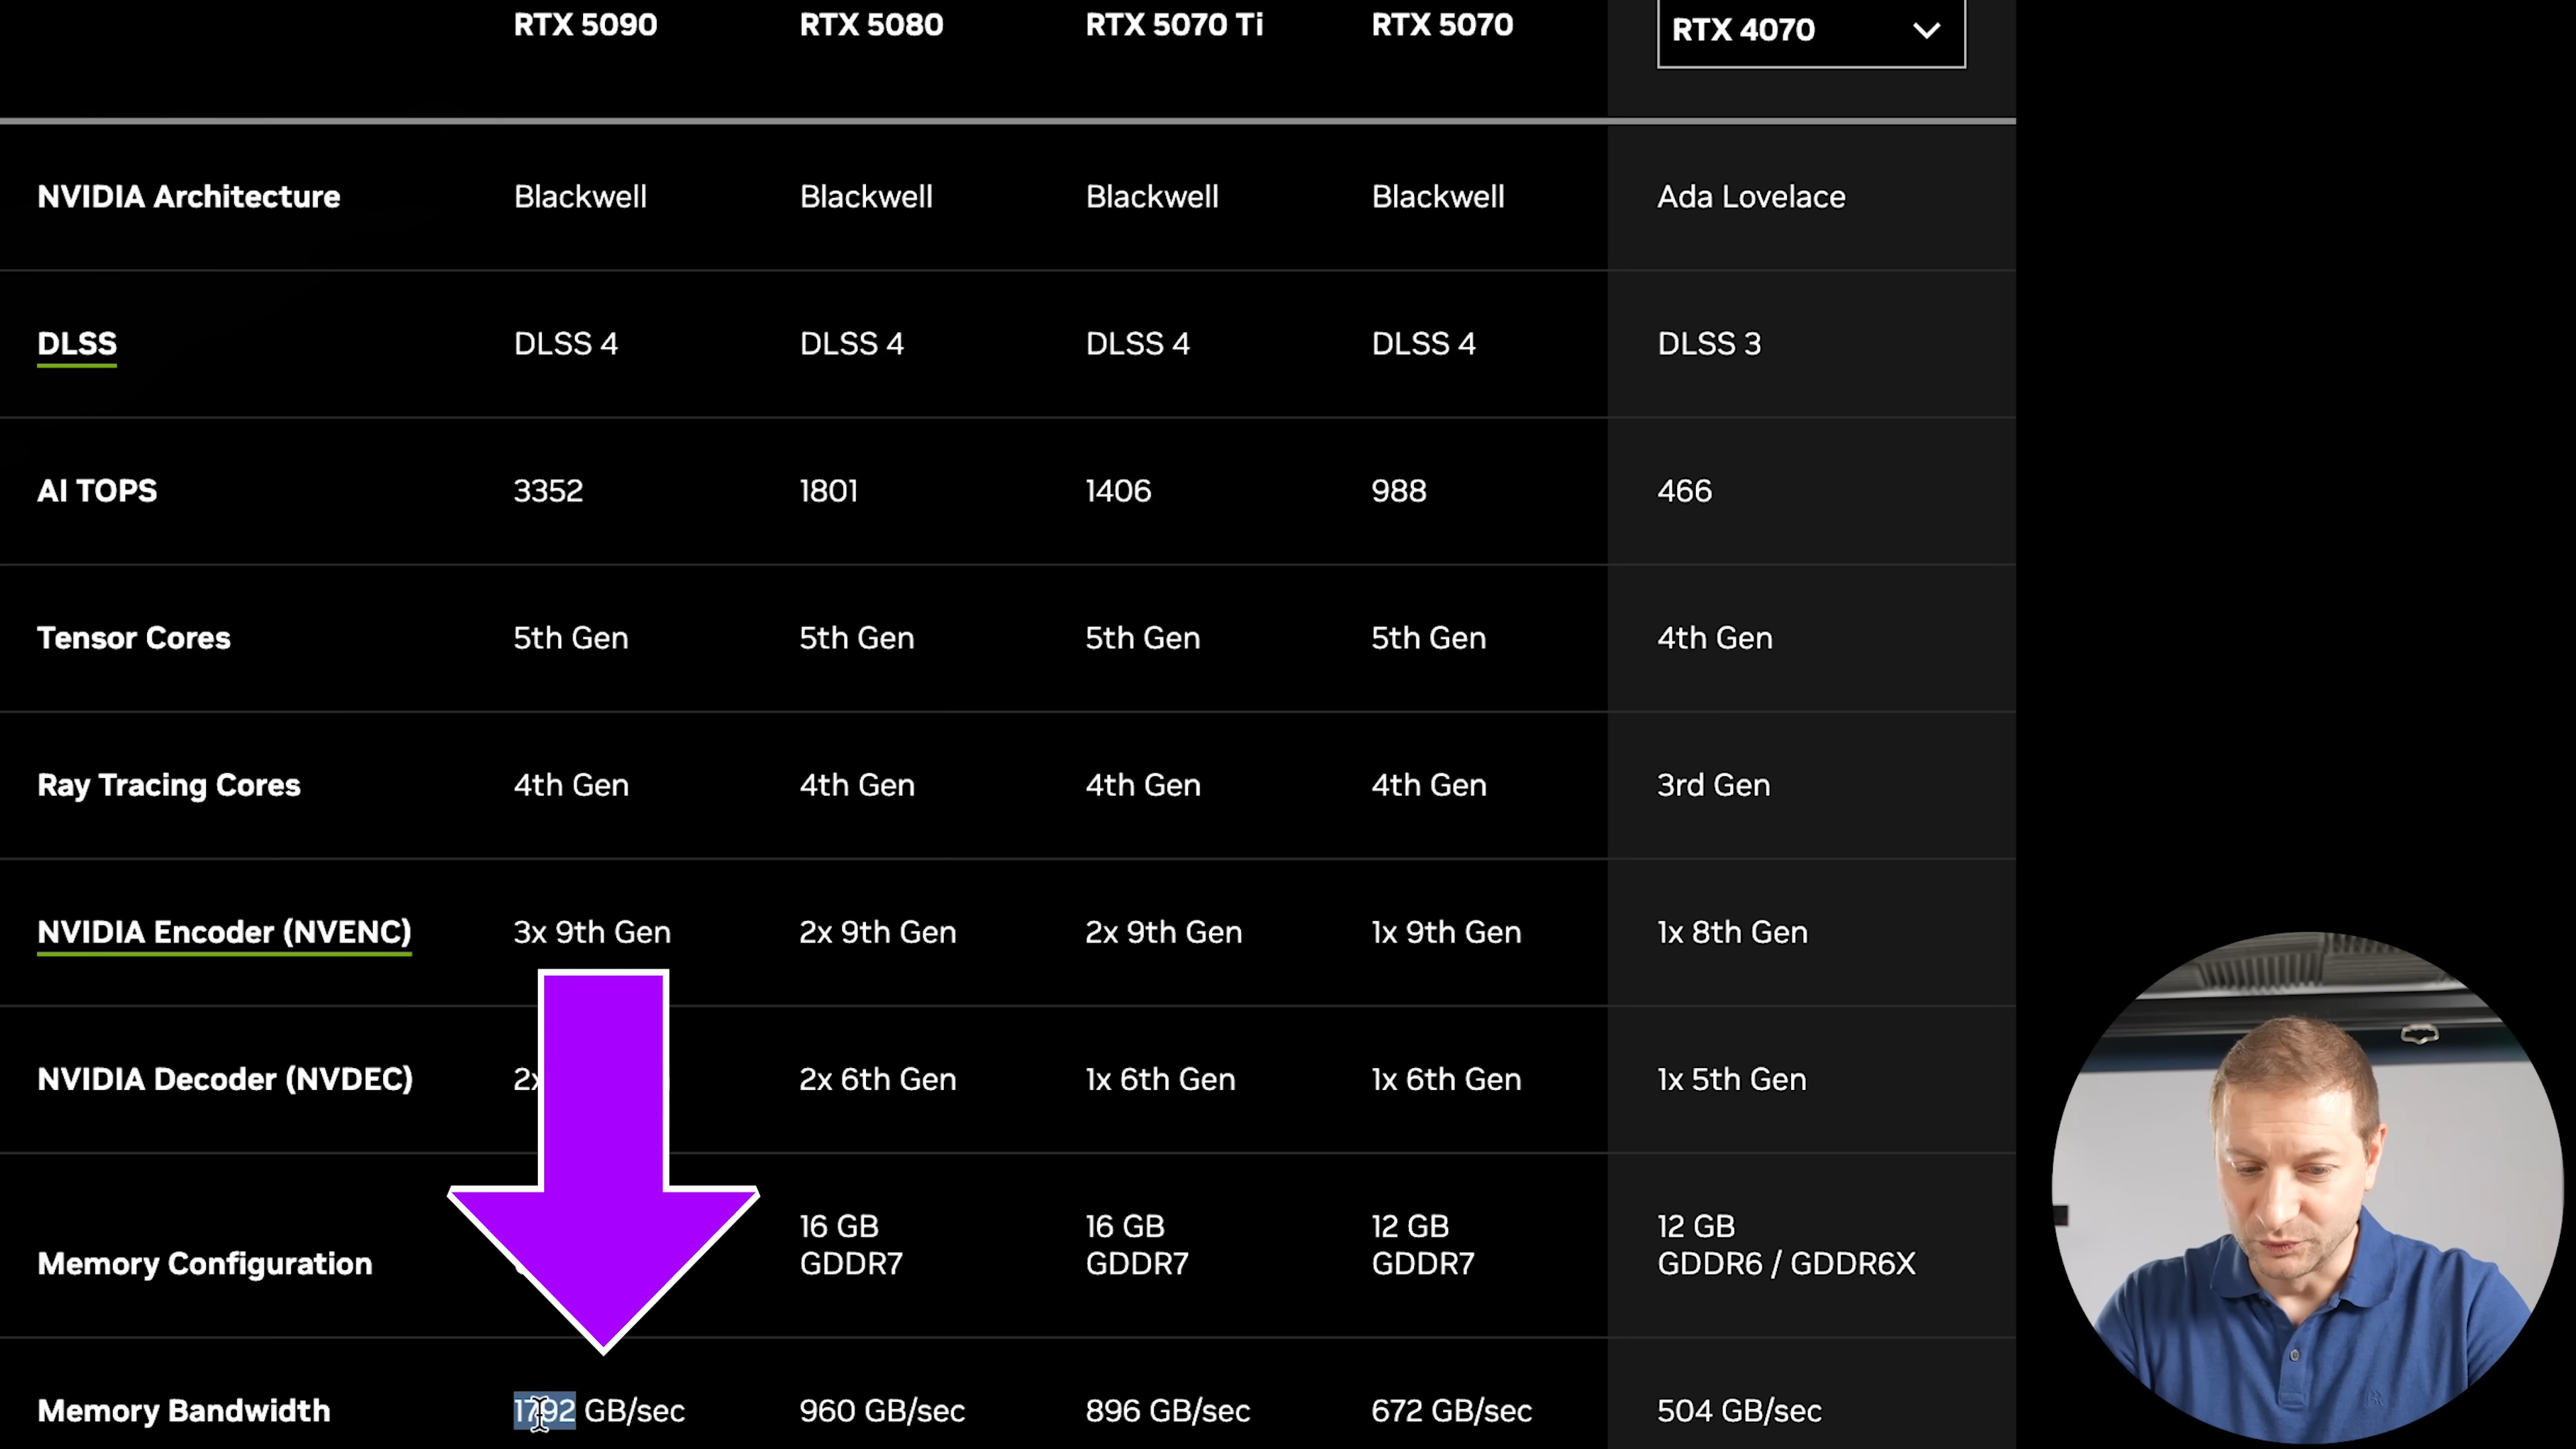 RTX 5090 RTX 5080 RTX 5070 Ti RTX 5070 RTX 4070
NVIDIA Architecture Blackwell Blackwell Blackwell Blackwell Ada Lovelace
DLSS DLSS 4 DLSS 4 DLSS 4 DLSS 4 DLSS 3
AI TOPS 3352 1801 1406 988 466
Tensor Cores 5th Gen 5th Gen 5th Gen 5th Gen 4th Gen
Ray Tracing Cores 4th Gen 4th Gen 4th Gen 4th Gen 3rd Gen
NVIDIA Encoder (NVENC) 3x 9th Gen 2x 9th Gen 2x 9th Gen 1x 9th Gen 1x 8th Gen
NVIDIA Decoder (NVDEC) 2x 2x 6th Gen 1x 6th Gen 1x 6th Gen 1x 5th Gen
Memory Configuration 16 GB GDDR7 16 GB GDDR7 12 GB GDDR7 12 GB GDDR6 / GDDR6X
Memory Bandwidth 1792 GB/sec 960 GB/sec 896 GB/sec 672 GB/sec 504 GB/sec